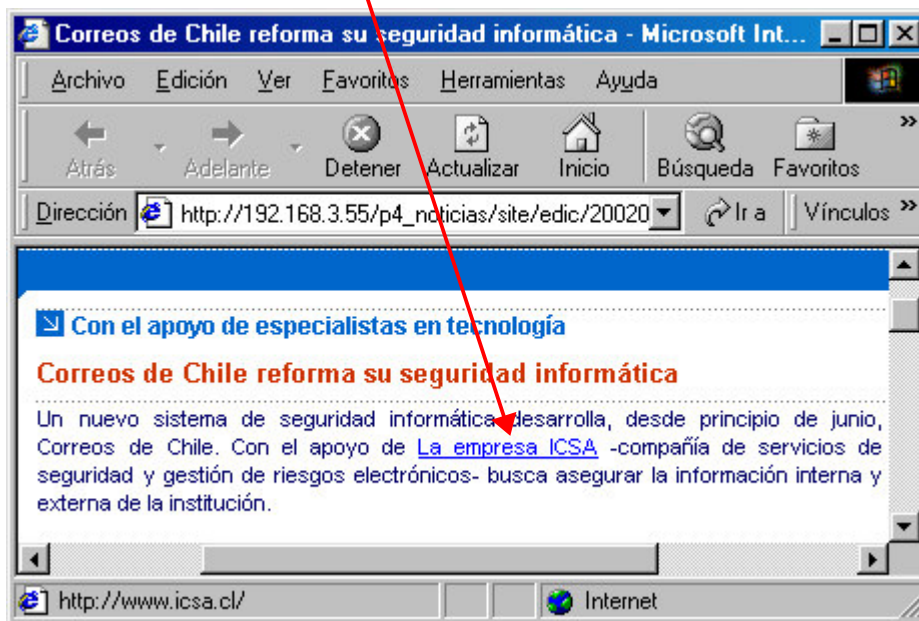 Correos de Chile reforma su seguridad informática - Microsoft Int...
Archivo Edición Ver Favoritos Herramientas Ayuda
Atrás Adelante Detener Actualizar Inicio Búsqueda Favoritos »
Dirección http://192.168.3.55/p4_noticias/site/edic/20020 Ir a Vínculos »
Con el apoyo de especialistas en tecnología
Correos de Chile reforma su seguridad informática
Un nuevo sistema de seguridad informática desarrolla, desde principio de junio,
Correos de Chile. Con el apoyo de La empresa ICSA -compañía de servicios de
seguridad y gestión de riesgos electrónicos- busca asegurar la información interna y
externa de la institución.
http://www.icsa.cl/ Internet